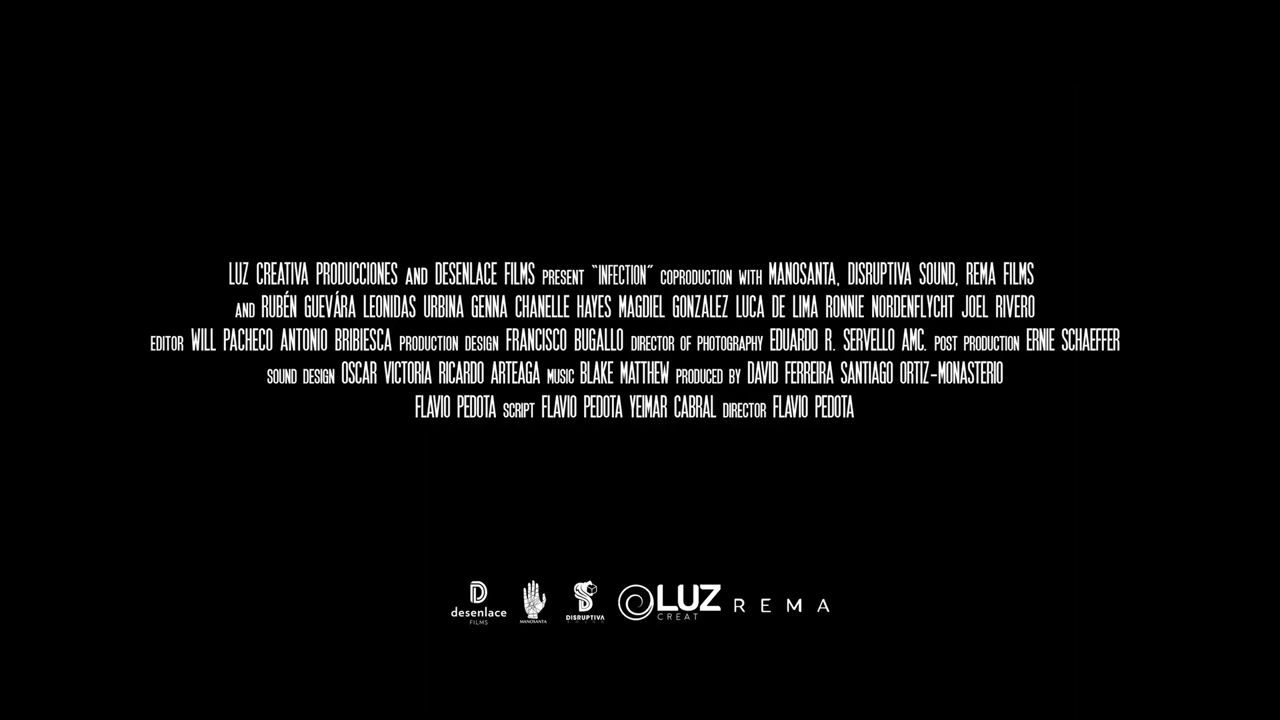 LUZ CREATIVA PRODUCCIONES AND DESENLACE FILMS PRESENT "INFECTION" COPRODUCTION WITH MANOSANTA, DISRUPTIVA SOUND, REMA FILMS
AND RUBÉN GUEVÁRA LEONIDAS URBINA GENNA CHANELLE HAYES MAGDIEL GONZALEZ LUCA DE LIMA RONNIE NORDENFLYCHT JOEL RIVERO
EDITOR WILL PACHECO ANTONIO BRIBIESCA PRODUCTION DESIGN FRANCISCO BUGALLO DIRECTOR OF PHOTOGRAPHY EDUARDO R. SERVELLO AMC. POST PRODUCTION ERNIE SCHAEFFER
SOUND DESIGN OSCAR VICTORIA RICARDO ARTEAGA MUSIC BLAKE MATTHEW PRODUCED BY DAVID FERREIRA SANTIAGO ORTIZ-MONASTERIO
FLAVIO PEDOTA SCRIPT FLAVIO PEDOTA YEIMAR CABRAL DIRECTOR FLAVIO PEDOTA
desenlace
FILMS
MANOSANTA
DISRUPTIVA
SOUND
LUZ
CREAT
REMA